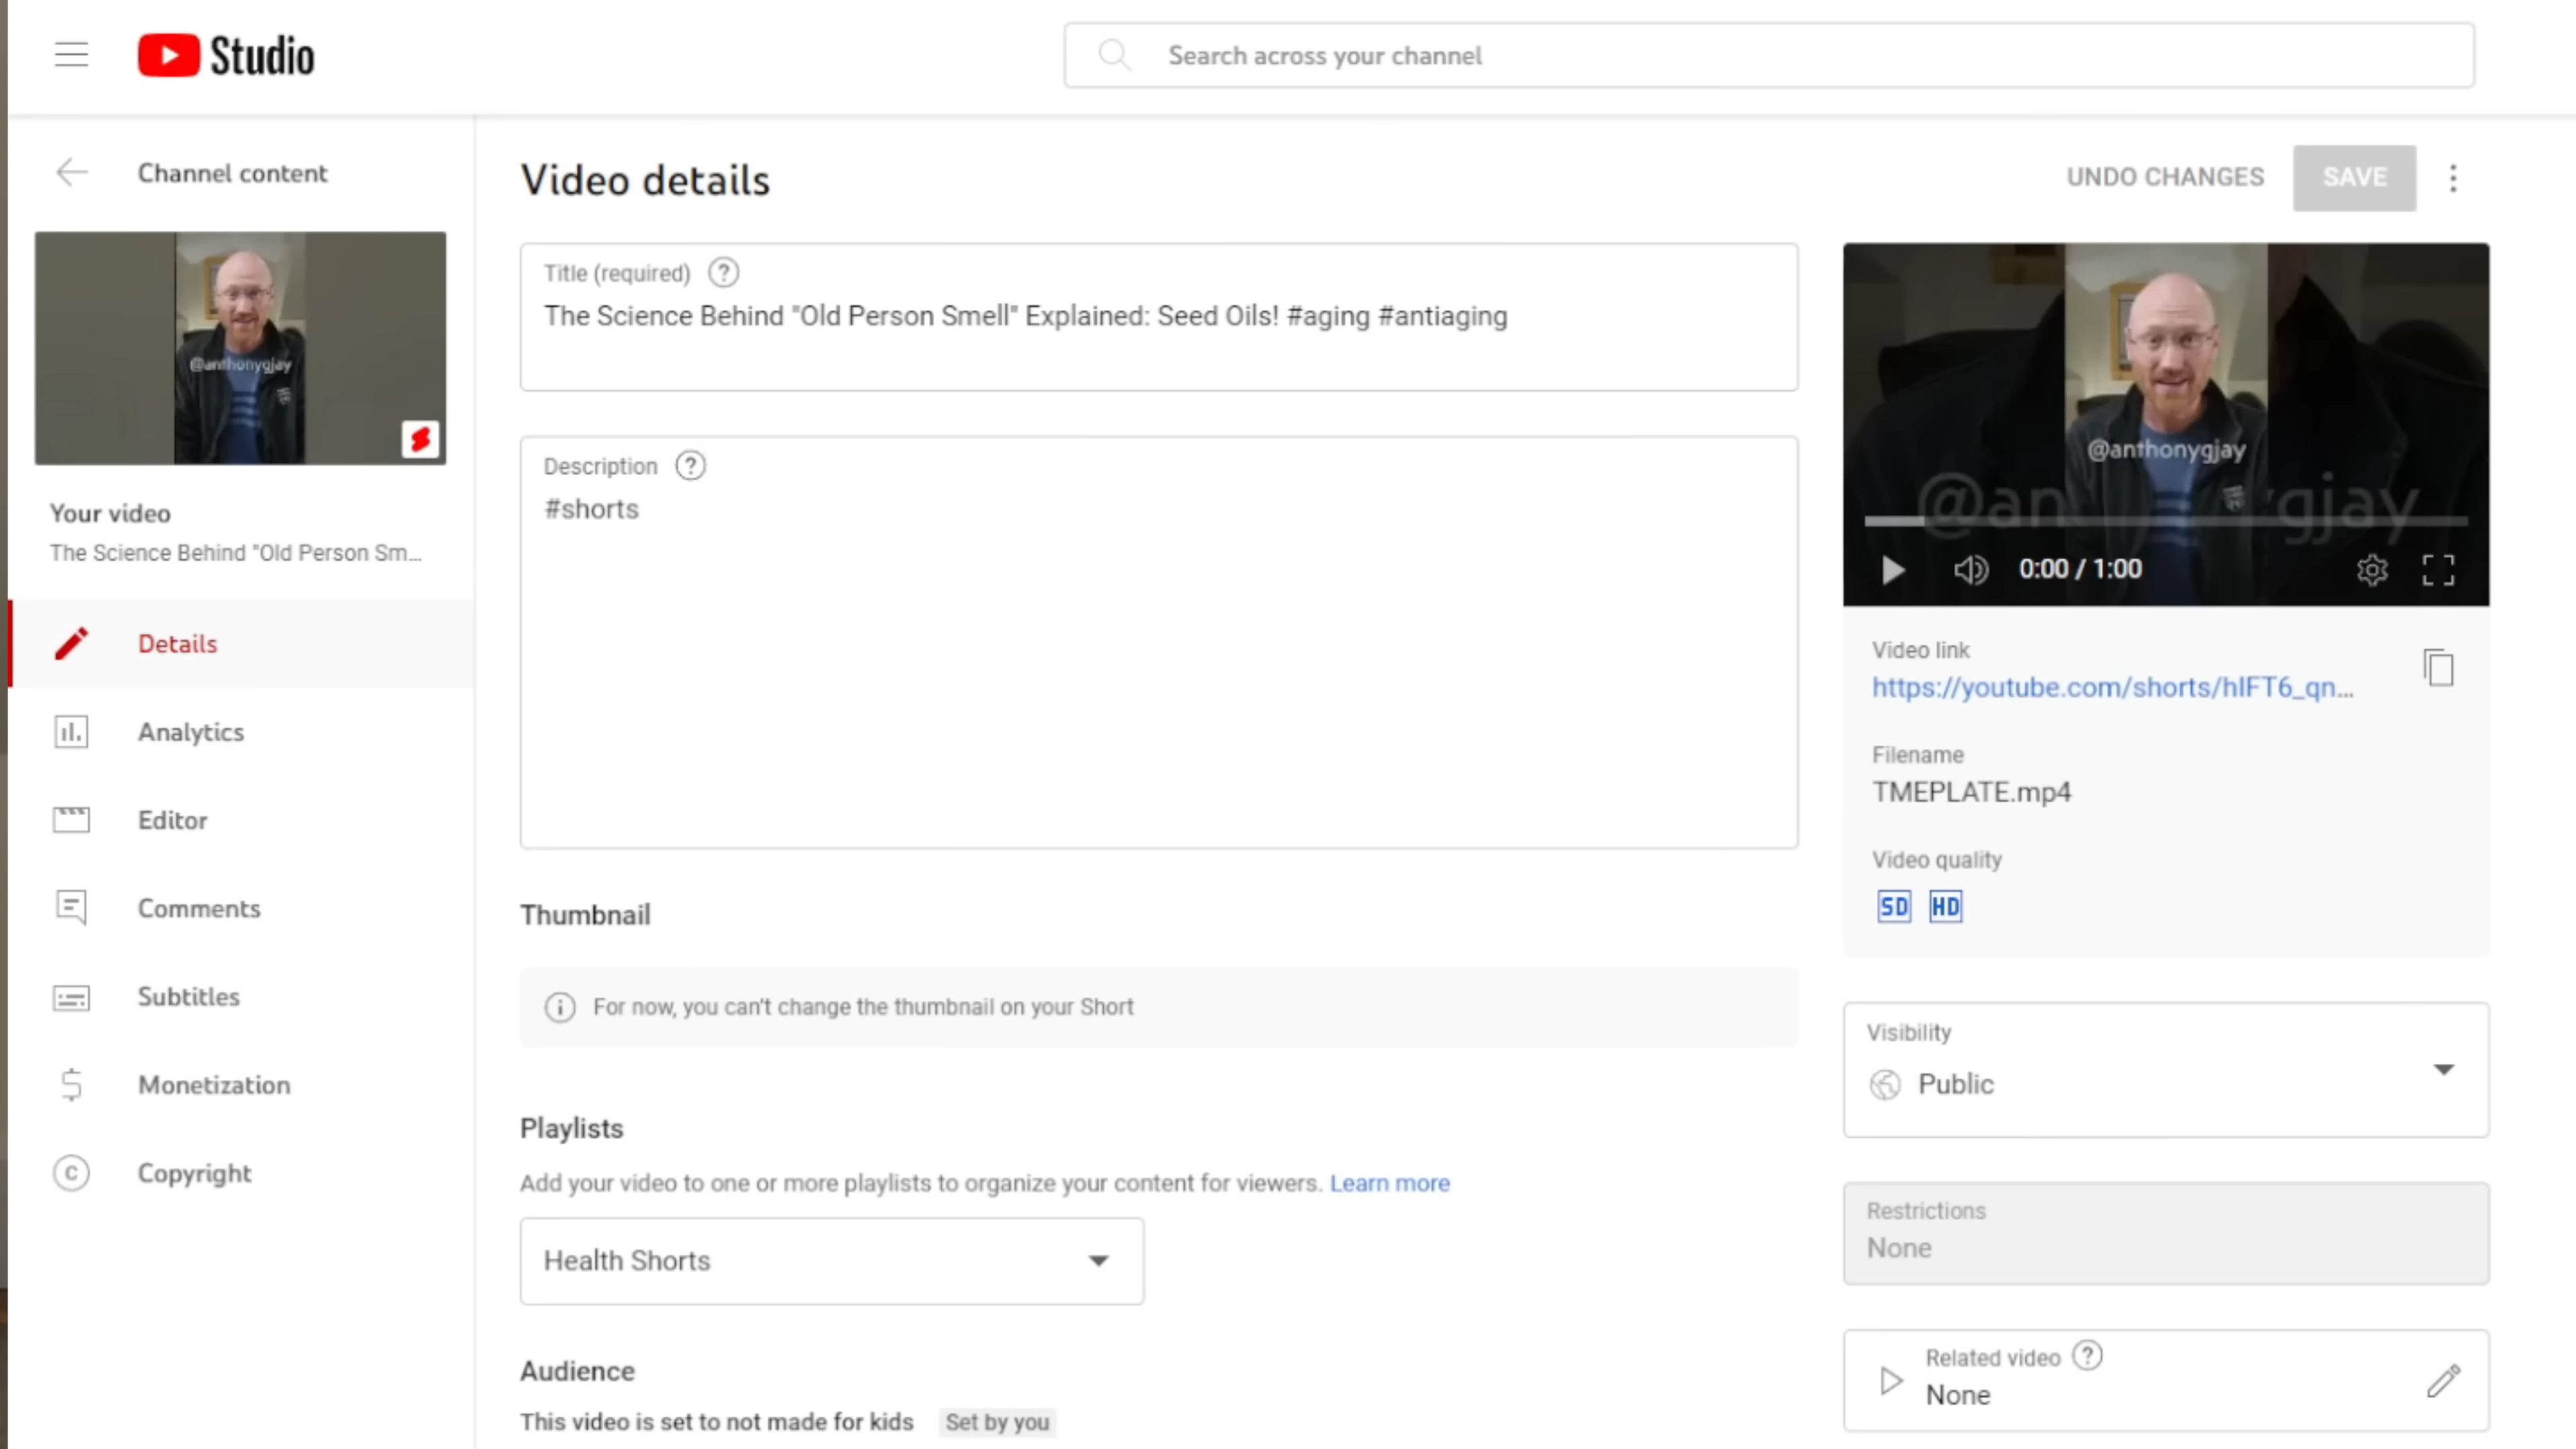 Studio
Search across your channel
Channel content
@anthonygjay
Your video
The Science Behind "Old Person Sm...
Details
Analytics
Editor
Comments
Subtitles
Monetization
Copyright
Video details
UNDO CHANGES
SAVE
Title (required)
The Science Behind "Old Person Smell" Explained: Seed Oils! #aging #antiaging
Description
#shorts
Thumbnail
For now, you can't change the thumbnail on your Short
Playlists
Add your video to one or more playlists to organize your content for viewers. Learn more
Health Shorts
Audience
This video is set to not made for kids Set by you
@anthonygjay
@an gjay
0:00 / 1:00
Video link
https://youtube.com/shorts/hIFT6_qn...
Filename
TMEPLATE.mp4
Video quality
SD HD
Visibility
Public
Restrictions
None
Related video
None